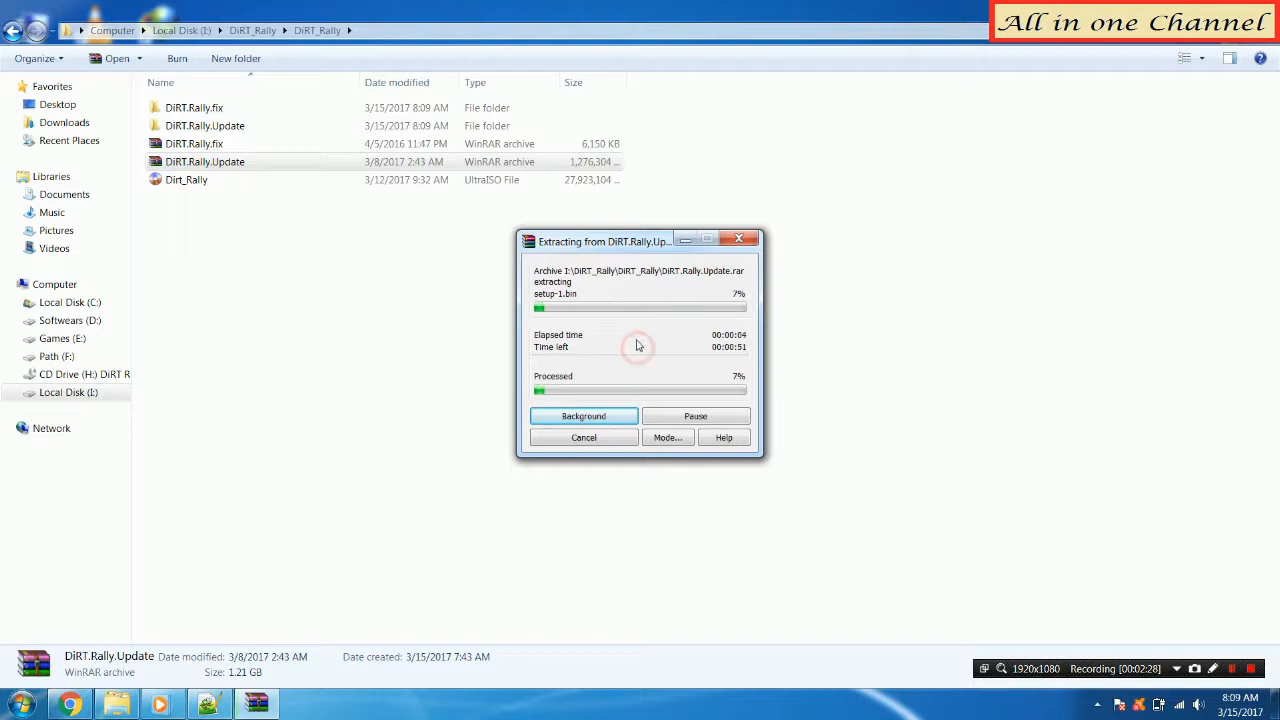 All in one Channel
Computer Local Disk (I:) DiRT_Rally DiRT_Rally
Organize Open Burn New folder
Name Date modified Type Size
Favorites
Desktop
Downloads
Recent Places
Libraries
Documents
Music
Pictures
Videos
Computer
Local Disk (C:)
Softwears (D:)
Games (E:)
Path (F:)
CD Drive (H:) DiRT R
Local Disk (I:)
Network
DiRT.Rally.fix 3/15/2017 8:09 AM File folder
DiRT.Rally.Update 3/15/2017 8:09 AM File folder
DiRT.Rally.fix 4/5/2016 11:47 PM WinRAR archive 6,150 KB
DiRT.Rally.Update 3/8/2017 2:43 AM WinRAR archive 1,276,304 ...
Dirt_Rally 3/12/2017 9:32 AM UltraISO File 27,923,104 ...
Extracting from DiRT.Rally.Up...
Archive I:\DiRT_Rally\DiRT_Rally\DiRT.Rally.Update.rar
extracting
setup-1.bin 7%
Elapsed time 00:00:04
Time left 00:00:51
Processed 7%
Background Pause
Cancel Mode... Help
DiRT.Rally.Update Date modified: 3/8/2017 2:43 AM Date created: 3/15/2017 7:43 AM
WinRAR archive Size: 1.21 GB
1920x1080 Recording [00:02:28]
8:09 AM
3/15/2017